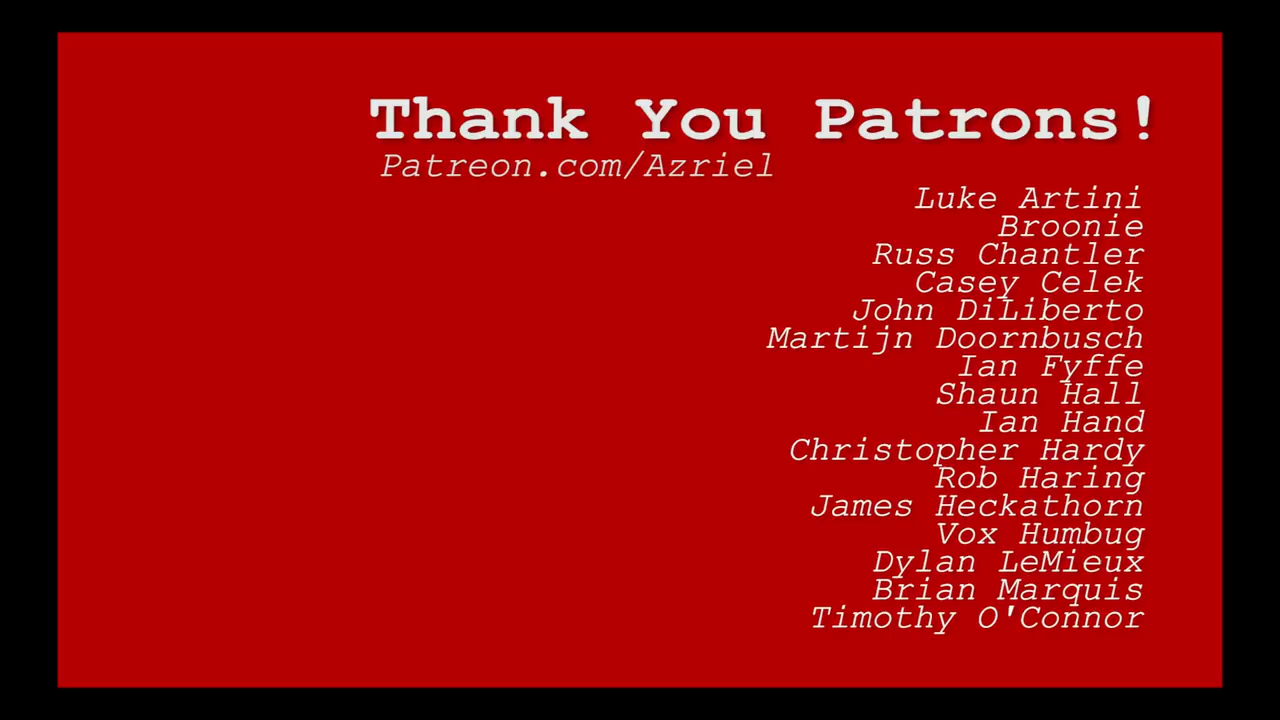 Thank You Patrons!
Patreon.com/Azriel
Luke Artini
Broonie
Russ Chantler
Casey Celek
John DiLiberto
Martijn Doornbusch
Ian Fyffe
Shaun Hall
Ian Hand
Christopher Hardy
Rob Haring
James Heckathorn
Vox Humbug
Dylan LeMieux
Brian Marquis
Timothy O'Connor